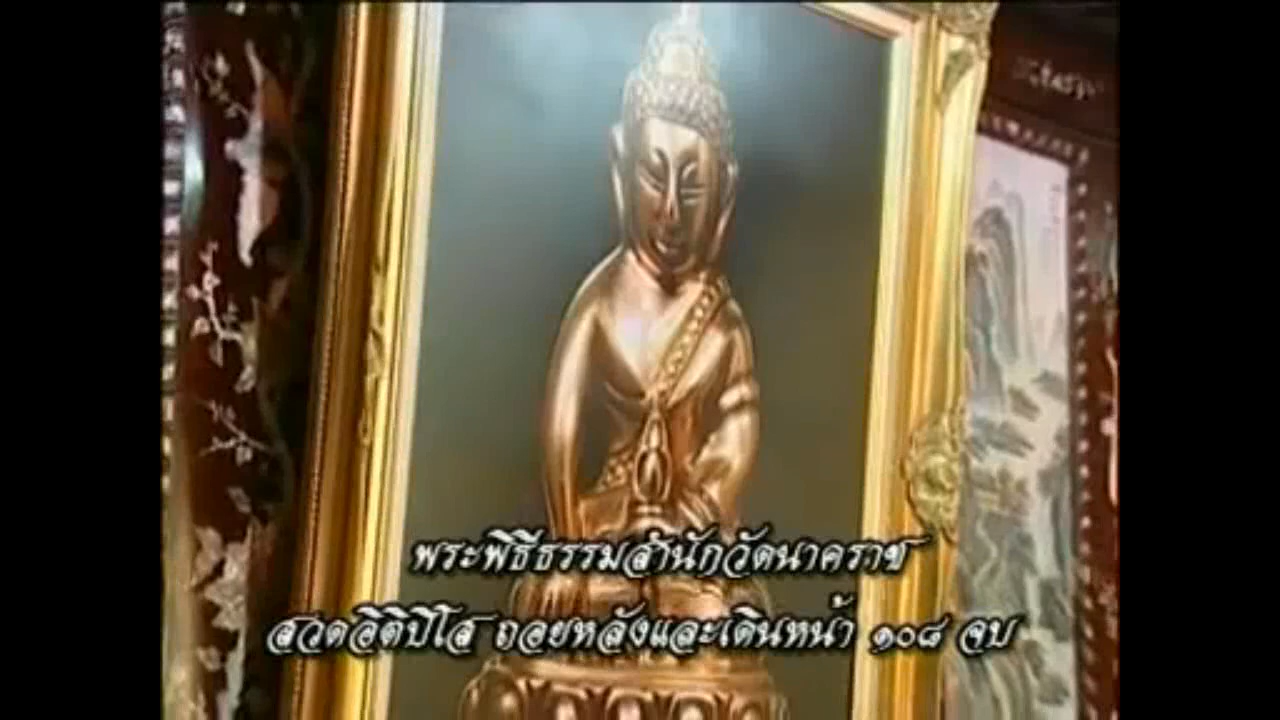 พระพิธีธรรมสำนักวัดนาคราช
สวดอิติปิโส ถอยหลังและเดินหน้า ๑๐๘ จบ